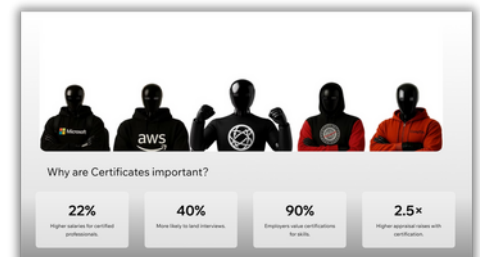 Microsoft
aws
Why are Certificates important?
22%
Higher salaries for certified
professionals.
40%
More likely to land interviews.
90%
Employers value certifications
for skills.
2.5×
Higher appraisal raises with
certification.